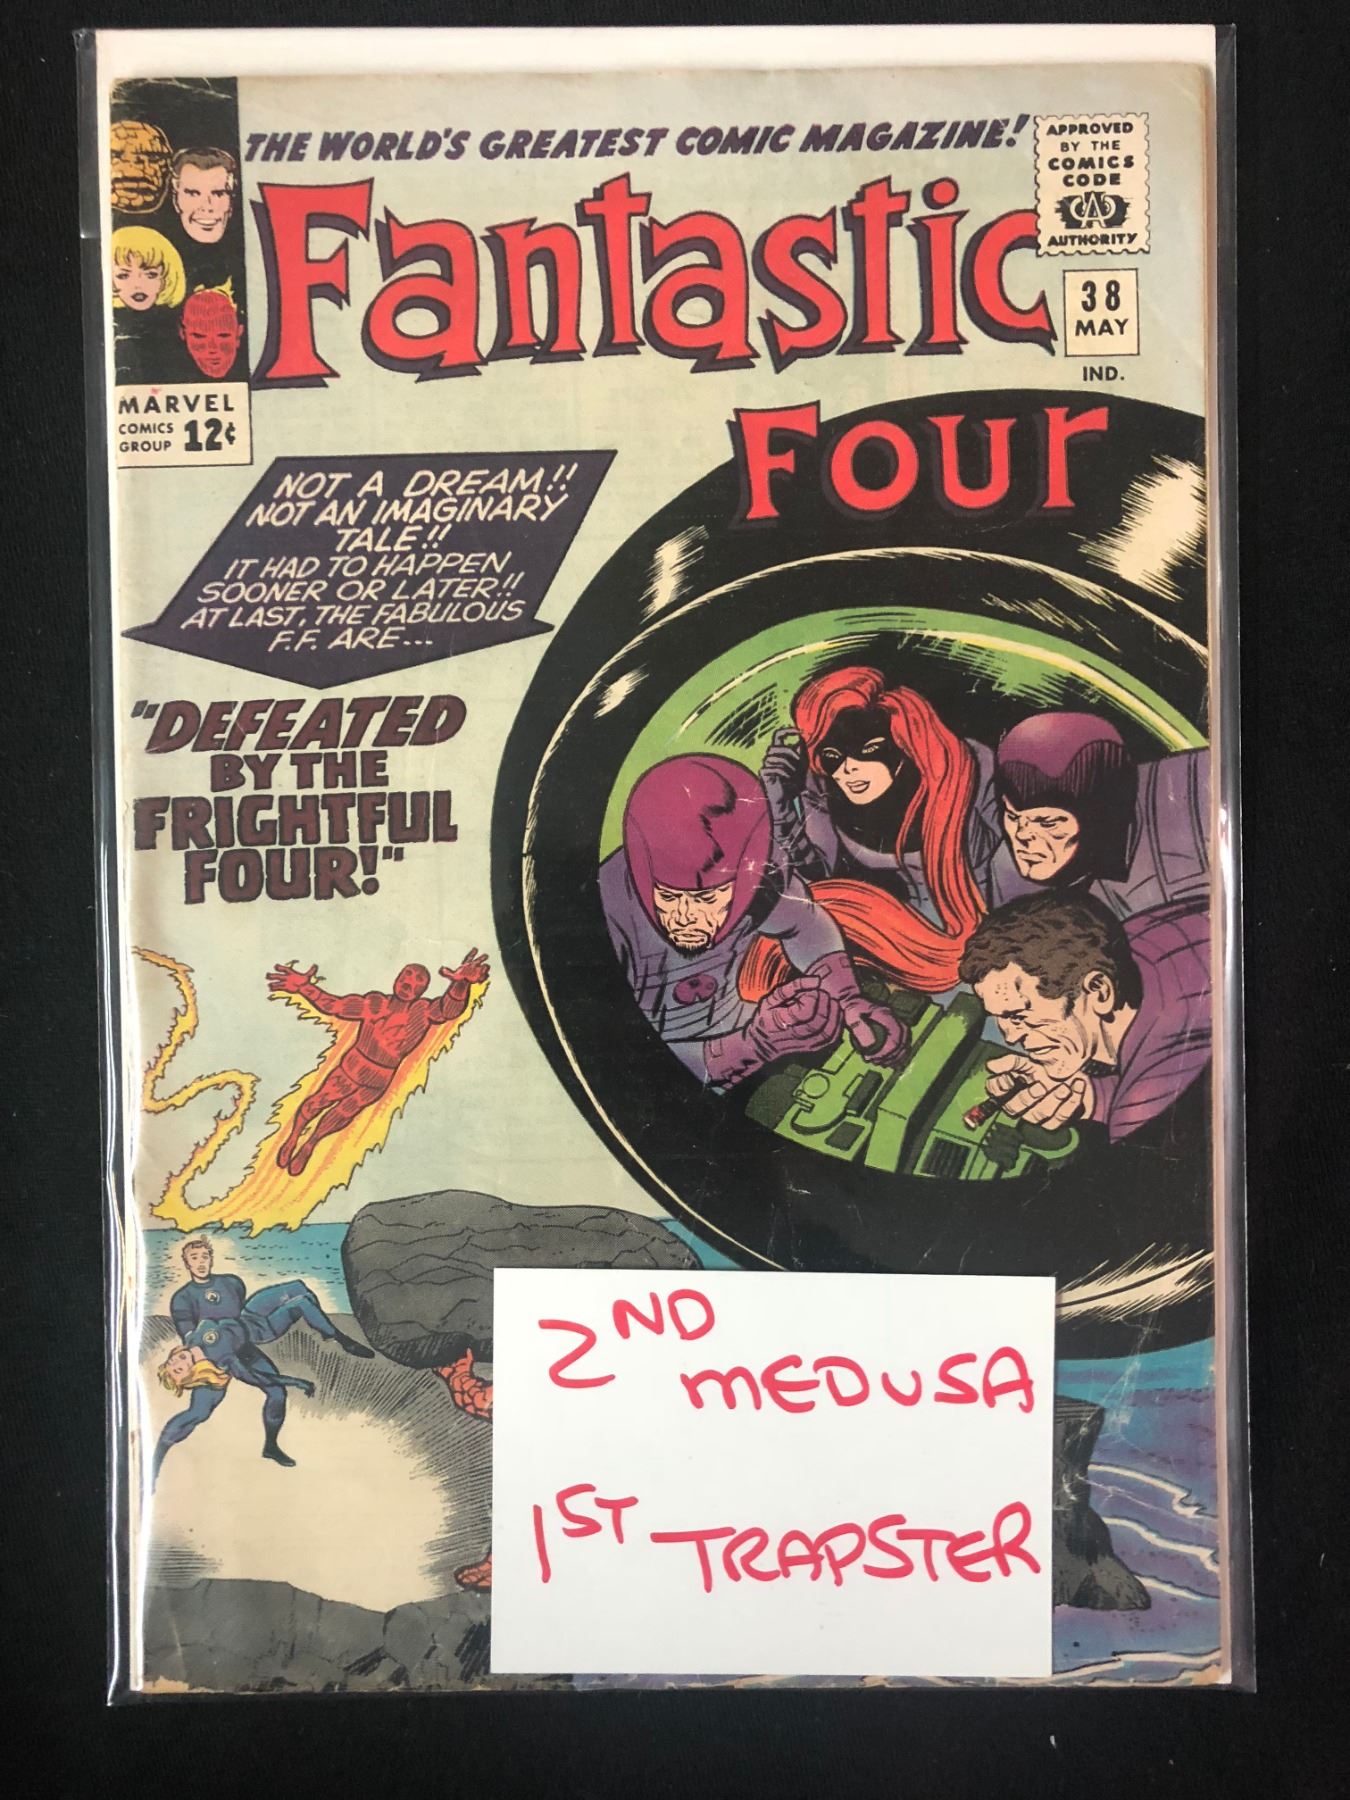 THE WORLD'S GREATEST COMIC MAGAZINE!
Fantastic
Four
APPROVED
BY THE
COMICS
CODE
CA
AUTHORITY
38
MAY
IND.
MARVEL
COMICS
GROUP 12¢
NOT A DREAM!!
NOT AN IMAGINARY
TALE!!
IT HAD TO HAPPEN
SOONER OR LATER!!
AT LAST, THE FABULOUS
F.F. ARE...
"DEFEATED
BY THE
FRIGHTFUL
FOUR!"
2ND
MEDUSA
1ST TRAPSTER